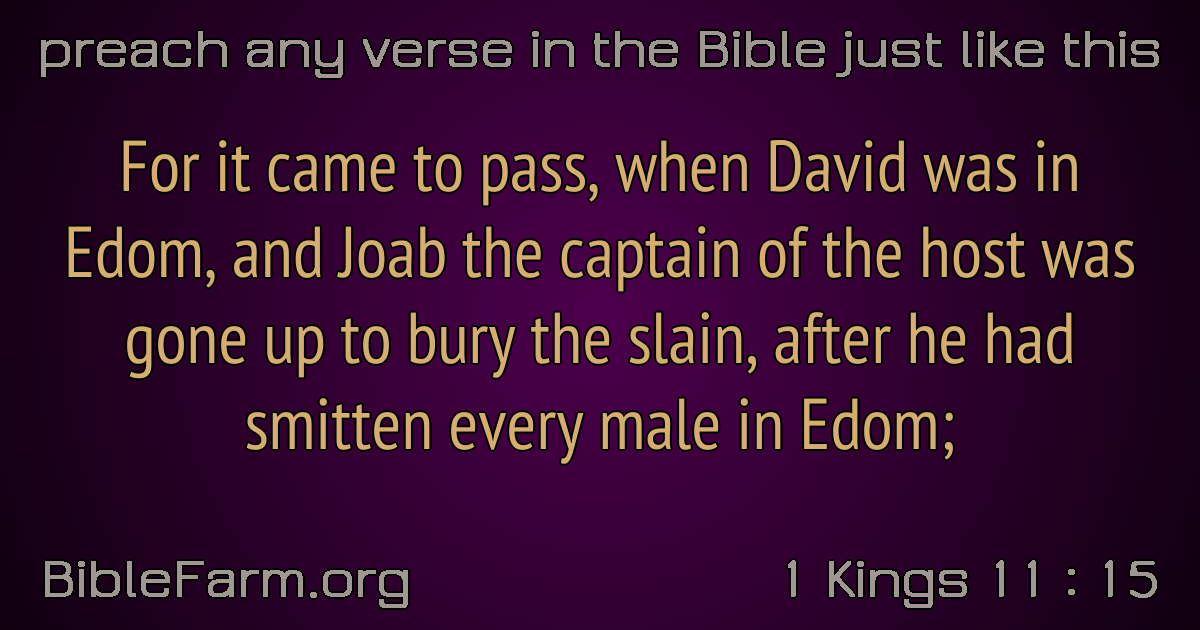 preach any verse in the Bible just like this
For it came to pass, when David was in
Edom, and Joab the captain of the host was
gone up to bury the slain, after he had
smitten every male in Edom;
BibleFarm.org
1 Kings 11 : 15